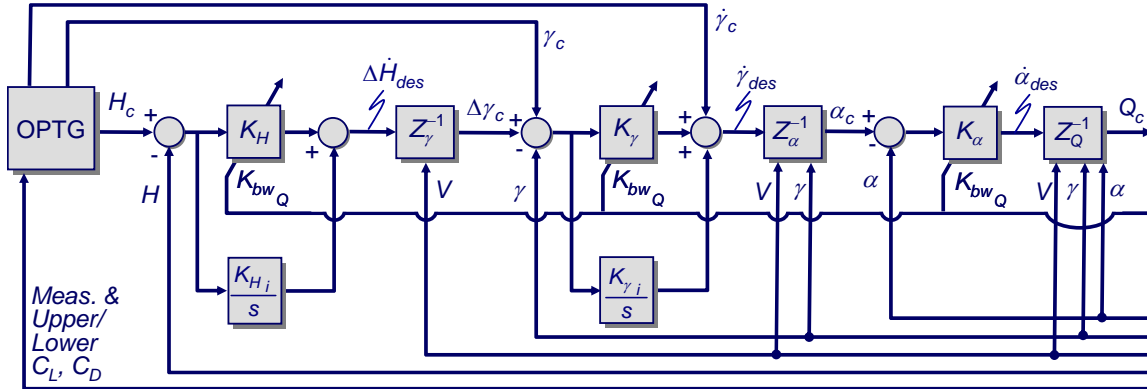 γ̇c
γc
ΔḢdes
γ̇des
α̇des
OPTG
Hc
+
-
KH
+
Zγ⁻¹
Δγc
+
-
Kγ
+
+
Zα⁻¹
αc
+
-
Kα
ZQ⁻¹
Qc
H
KbwQ
V
γ
KbwQ
V
γ
α
KbwQ
V
γ
α
KHi
s
Kγi
s
Meas. &
Upper/
Lower
CL, CD